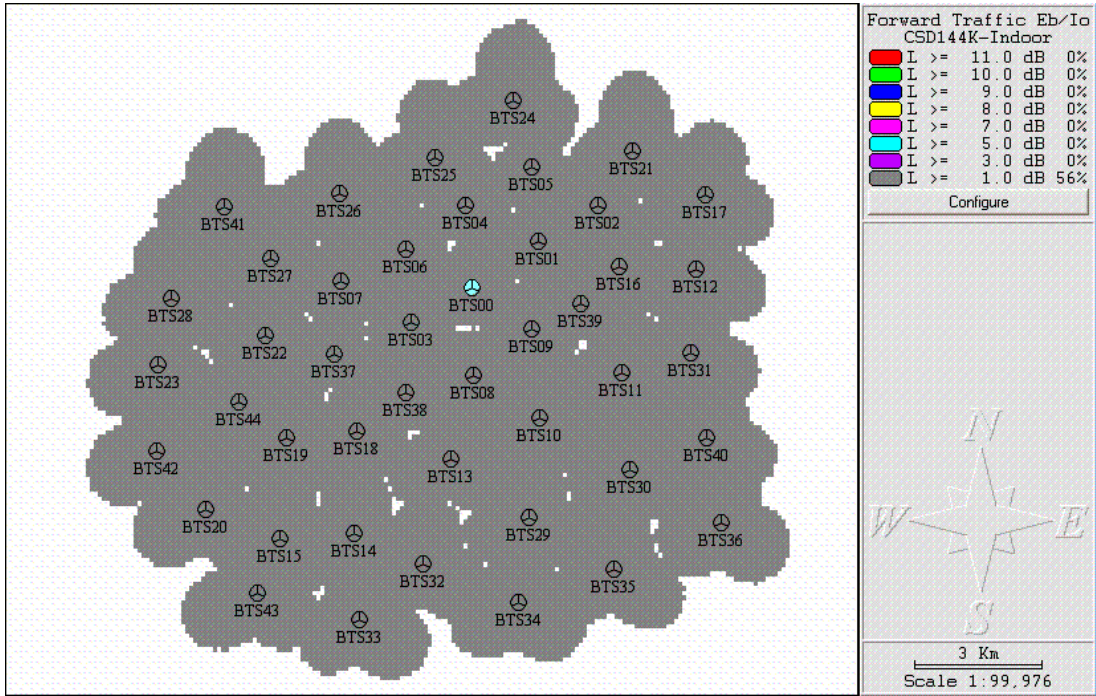 Forward Traffic Eb/Io
CSD144K-Indoor
L >= 11.0 dB 0%
L >= 10.0 dB 0%
L >= 9.0 dB 0%
L >= 8.0 dB 0%
L >= 7.0 dB 0%
L >= 5.0 dB 0%
L >= 3.0 dB 0%
L >= 1.0 dB 56%
Configure
BTS24
BTS25
BTS05
BTS21
BTS41
BTS26
BTS04
BTS02
BTS17
BTS27
BTS06
BTS01
BTS07
BTS16
BTS12
BTS28
BTS00
BTS39
BTS22
BTS03
BTS09
BTS23
BTS37
BTS08
BTS11
BTS31
BTS44
BTS38
BTS10
BTS42
BTS19
BTS18
BTS13
BTS30
BTS40
BTS20
BTS15
BTS14
BTS29
BTS36
BTS43
BTS32
BTS35
BTS33
BTS34
N
W
E
S
3 Km
Scale 1:99,976